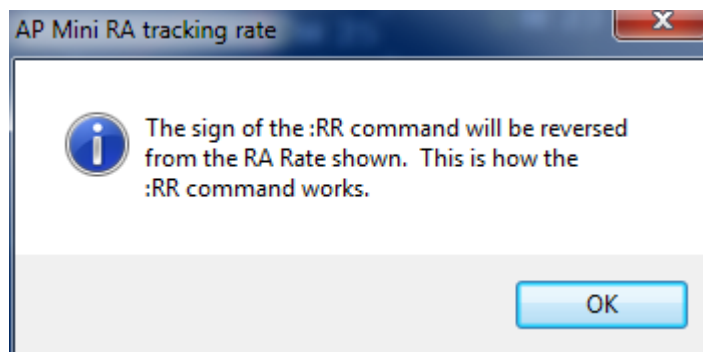 AP Mini RA tracking rate
The sign of the :RR command will be reversed
from the RA Rate shown.  This is how the
:RR command works.
OK